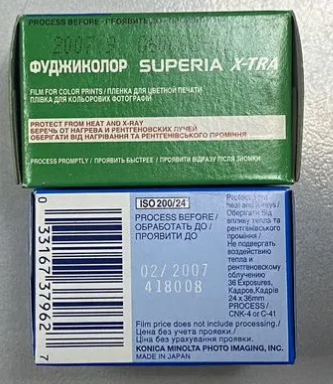 PROCESS BEFORE - ПРОЯВИТЬ ДО -
2007.9
ФУДЖИКОЛОР SUPERIA X-TRA
FILM FOR COLOR PRINTS / ПЛЕНКА ДЛЯ ЦВЕТНОЙ ПЕЧАТИ
ПЛІВКА ДЛЯ КОЛЬОРОВИХ ФОТОГРАФІЙ
PROTECT FROM HEAT AND X-RAY
БЕРЕЧЬ ОТ НАГРЕВА И РЕНТГЕНОВСКИХ ЛУЧЕЙ
ОБЕРІГАТИ ВІД НАГРІВАННЯ ТА РЕНТГЕНІВСЬКОГО ПРОМІННЯ
PROCESS PROMPTLY / ПРОЯВИТЬ БЫСТРЕЕ / ПРОЯВИТИ ВІДРАЗУ ПІСЛЯ ЗЙОМКИ
0 33167 37962 7
ISO 200/24°
PROCESS BEFORE /
ОБРАБОТАТЬ ДО /
ПРОЯВИТИ ДО
02/2007
418008
Protect from
heat and x-rays /
Оберігати від
впливу тепла та
рентгенівського
проміння /
Не подвергать
воздействию
тепла и
рентгеновскому
облучению
36 Exposures,
Кадров, Кадрів
24 x 36mm
PROCESS /
CNK-4 or C-41
Film price does not include processing. /
Цена без учета проявки. /
Ціна без урахування проявки.
KONICA MINOLTA PHOTO IMAGING, INC.
MADE IN JAPAN